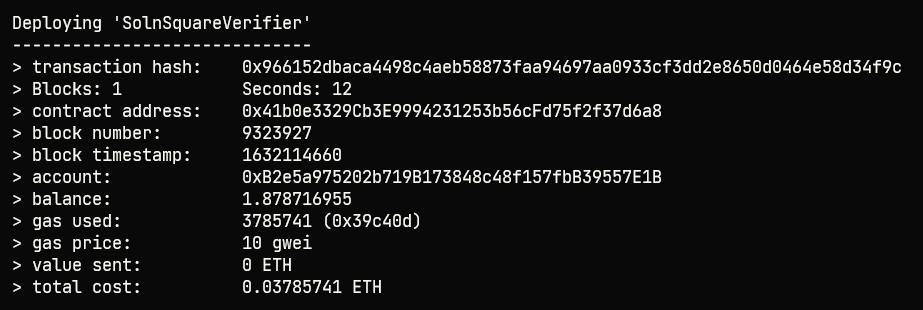 Deploying 'SolnSquareVerifier'
------------------------------
> transaction hash:    0x966152dbaca4498c4aeb58873faa94697aa0933cf3dd2e8650d0464e58d34f9c
> Blocks: 1            Seconds: 12
> contract address:    0x41b0e3329Cb3E9994231253b56cFd75f2f37d6a8
> block number:        9323927
> block timestamp:     1632114660
> account:             0xB2e5a975202b719B173848c48f157fbB39557E1B
> balance:             1.878716955
> gas used:            3785741 (0x39c40d)
> gas price:           10 gwei
> value sent:          0 ETH
> total cost:          0.03785741 ETH